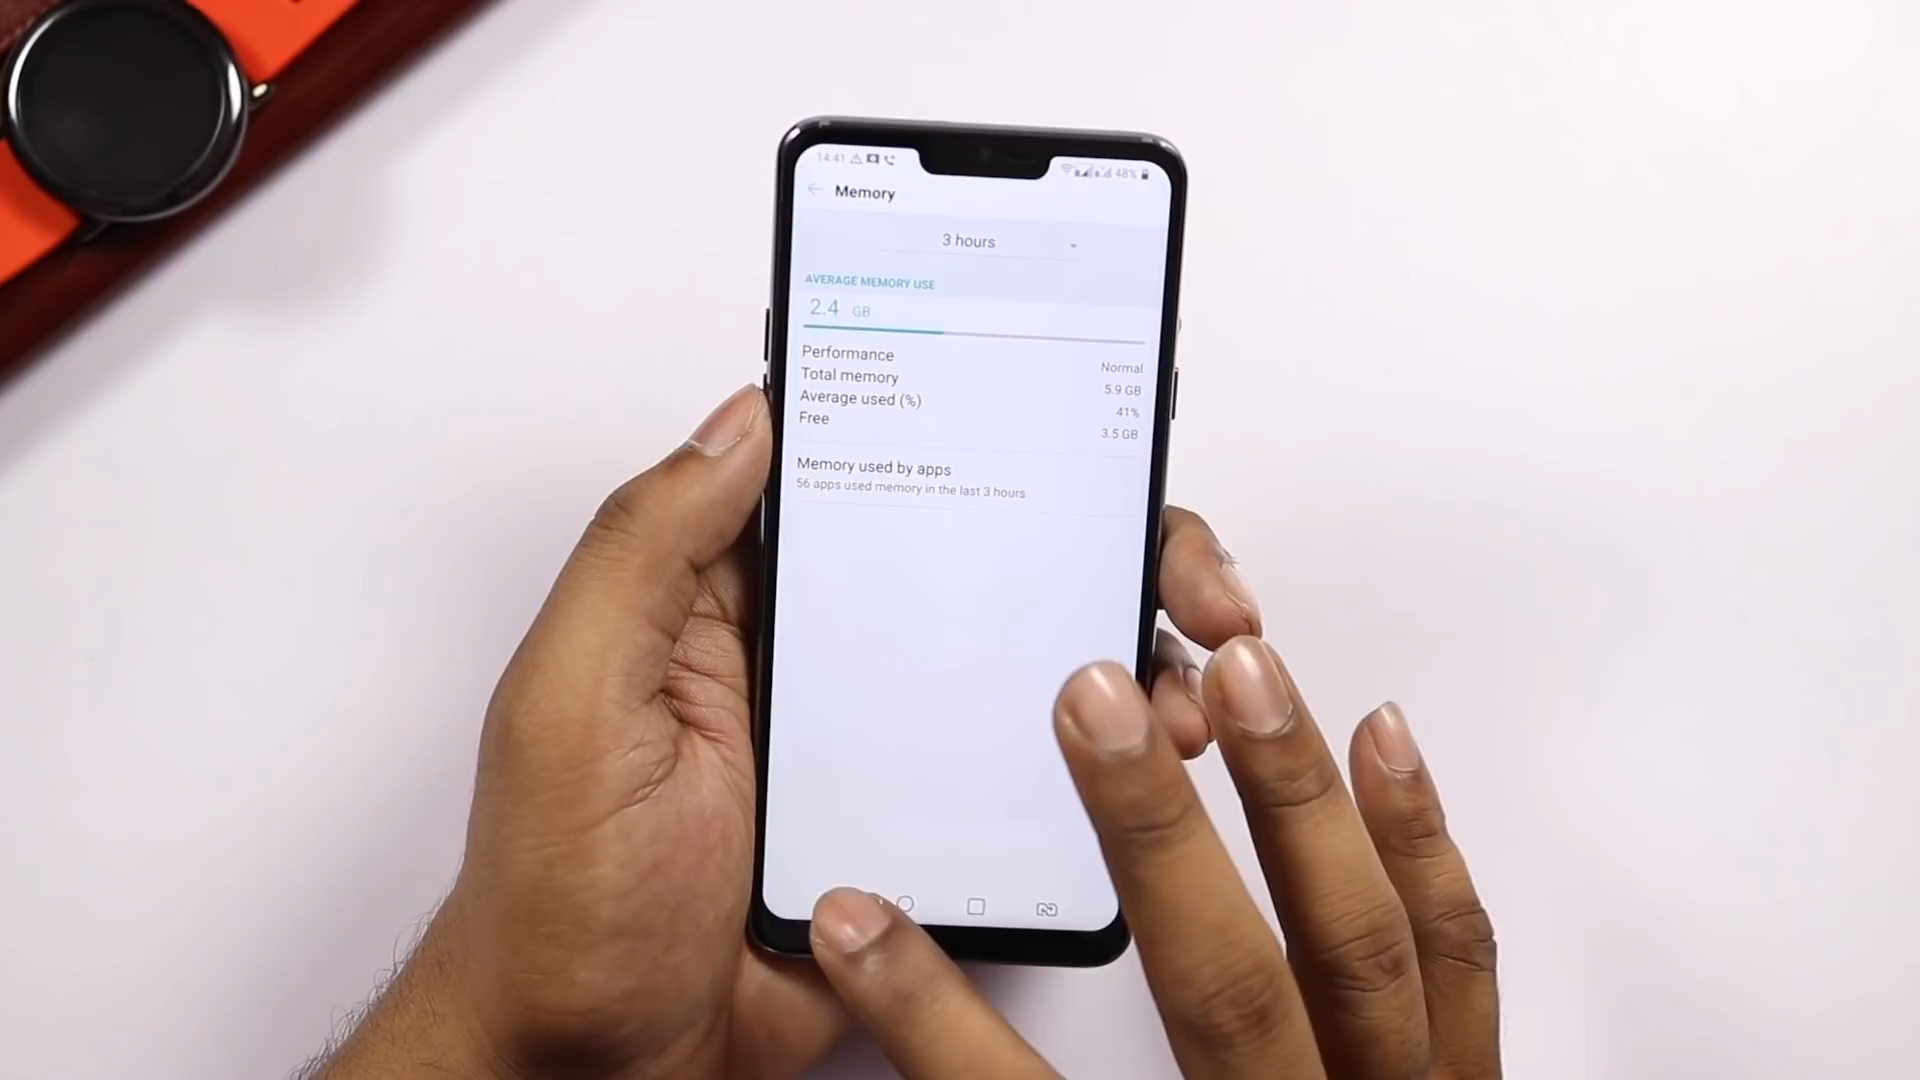 14:41 48%
Memory
3 hours
AVERAGE MEMORY USE
2.4 GB
Performance Normal
Total memory 5.9 GB
Average used (%) 41%
Free 3.5 GB
Memory used by apps
56 apps used memory in the last 3 hours